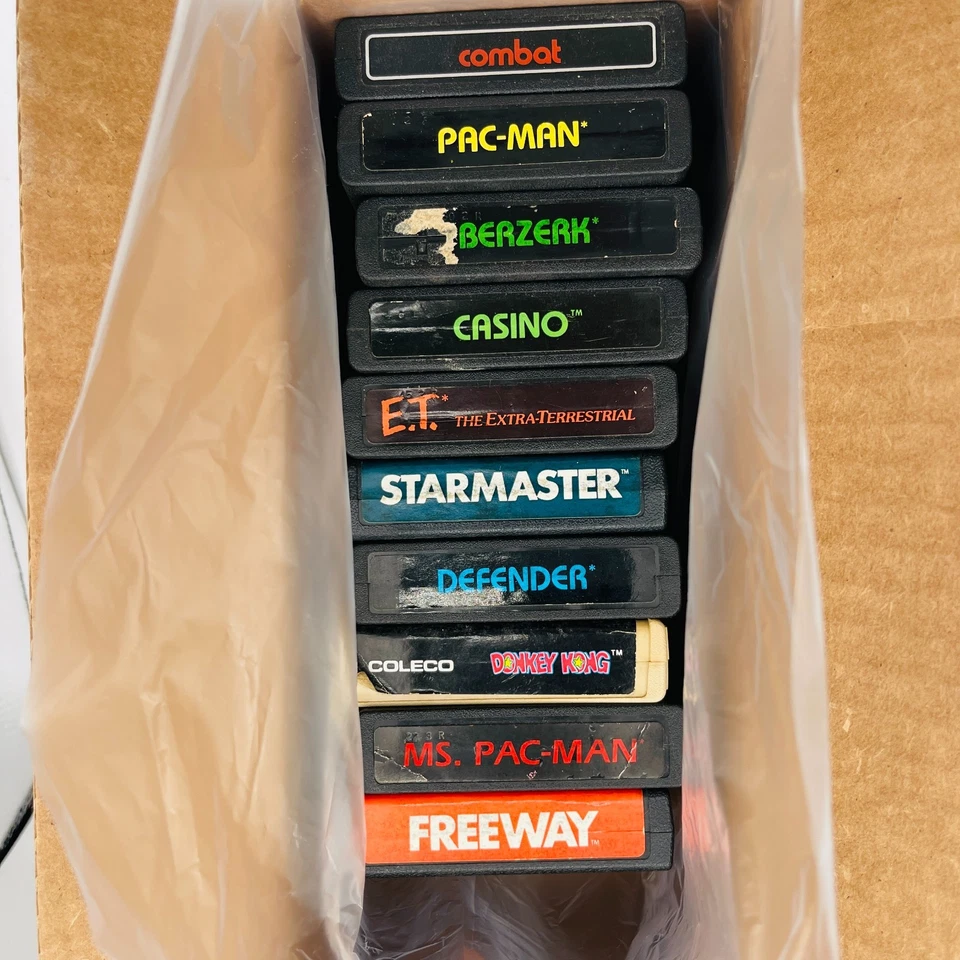 combat
PAC-MAN*
BERZERK*
CASINO™
E.T.* THE EXTRA-TERRESTRIAL
STARMASTER™
DEFENDER*
COLECO DONKEY KONG™
MS. PAC-MAN*
FREEWAY™